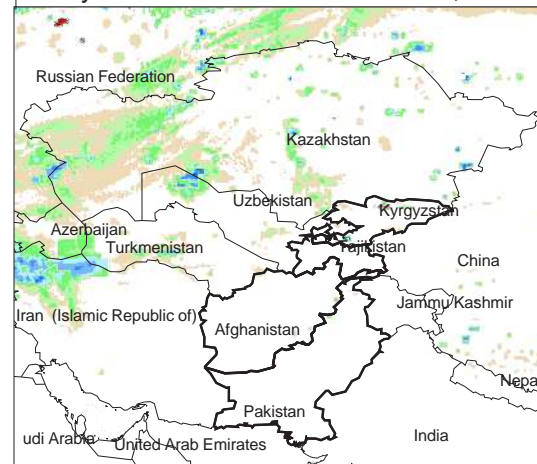 Russian Federation
Kazakhstan
Uzbekistan
Kyrgyzstan
Azerbaijan
Turkmenistan
Tajikistan
China
Jammu/Kashmir
Iran (Islamic Republic of)
Afghanistan
Nepa
Pakistan
udi Arabia
United Arab Emirates
India